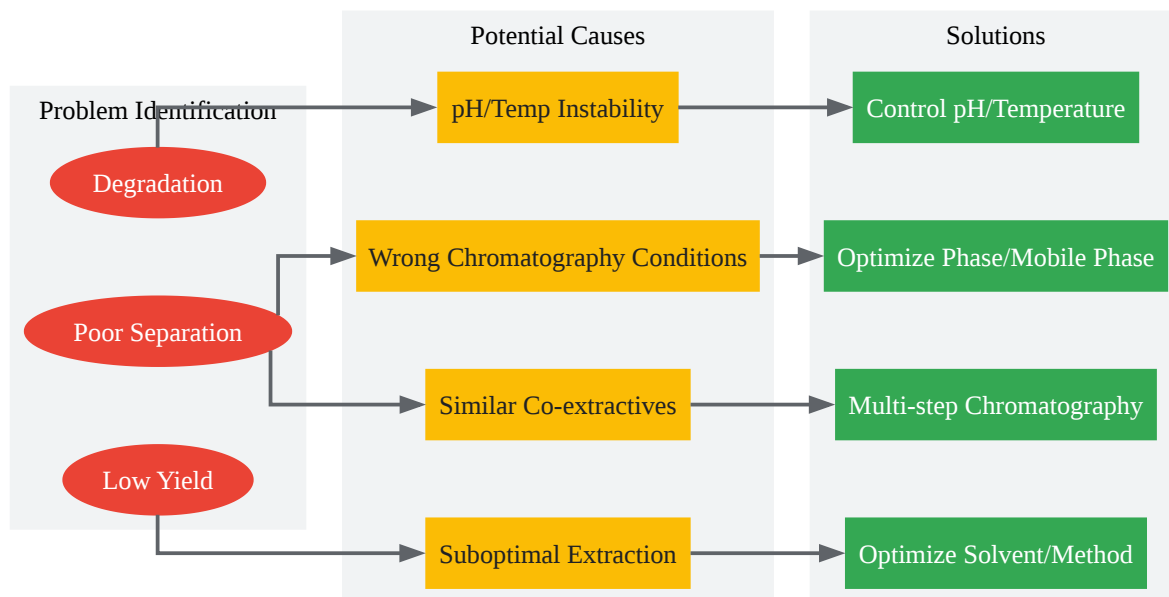 Problem Identification
Degradation
Poor Separation
Low Yield
Potential Causes
pH/Temp Instability
Wrong Chromatography Conditions
Similar Co-extractives
Suboptimal Extraction
Solutions
Control pH/Temperature
Optimize Phase/Mobile Phase
Multi-step Chromatography
Optimize Solvent/Method